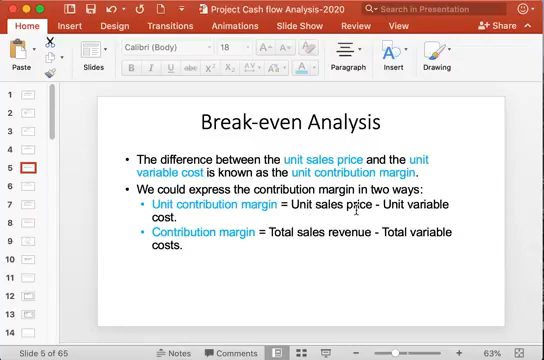 Project Cash flow Analysis-2020
Search in Presentation
Home Insert Design Transitions Animations Slide Show Review View Share
Paste Slides Calibri (Body) 18 Paragraph Insert Drawing
B I U abc X² X₂ AV Aa A
1
2
3
4
5
6
7
8
9
10
11
12
13
14
Break-even Analysis
• The difference between the unit sales price and the unit
variable cost is known as the unit contribution margin.
• We could express the contribution margin in two ways:
• Unit contribution margin = Unit sales price - Unit variable
cost.
• Contribution margin = Total sales revenue - Total variable
costs.
Slide 5 of 65 Notes Comments 63%